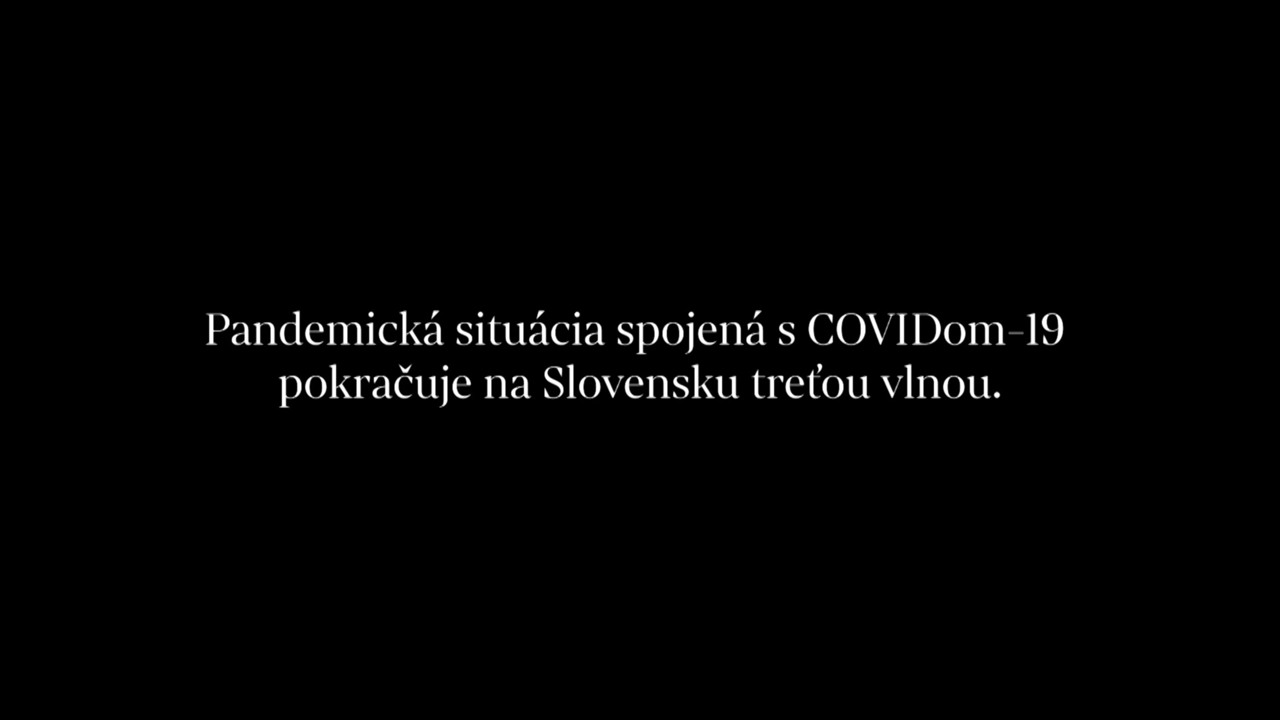 Pandemická situácia spojená s COVIDom-19
pokračuje na Slovensku treťou vlnou.